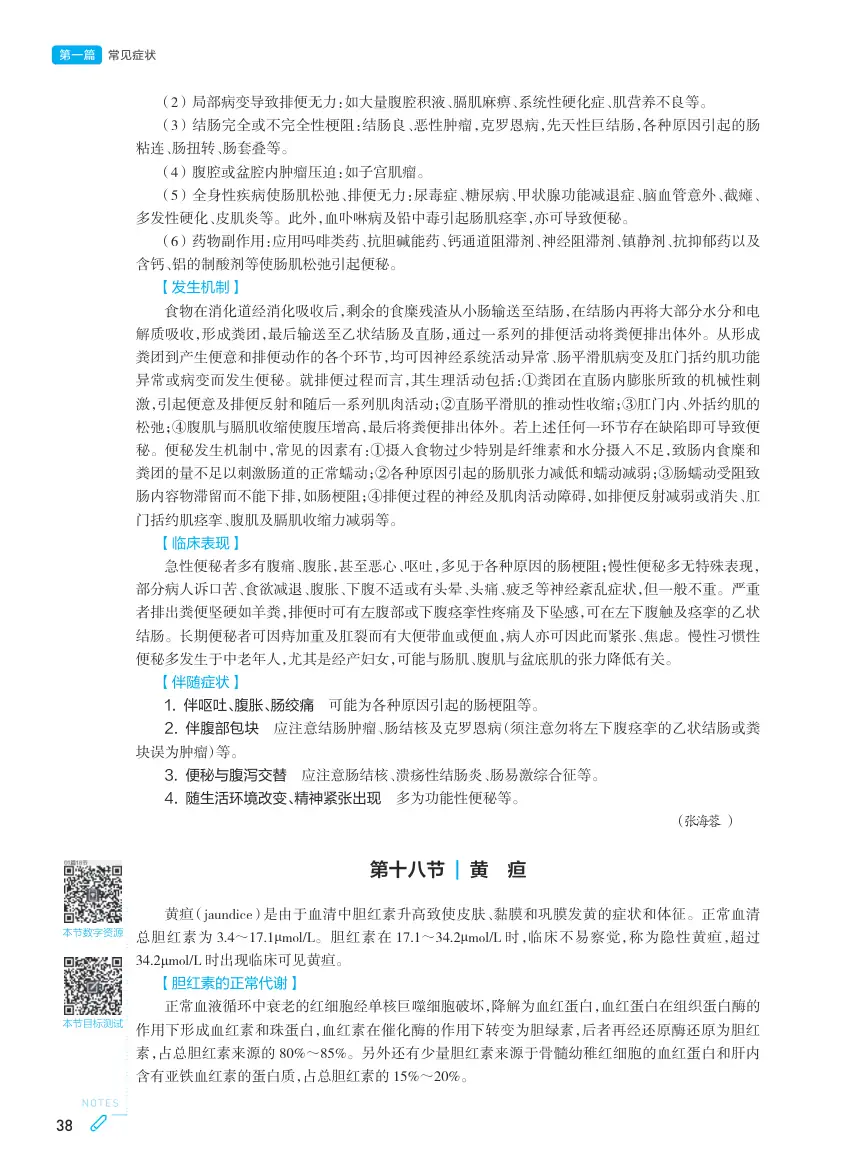 第一篇 常见症状
（2）局部病变导致排便无力：如大量腹腔积液、膈肌麻痹、系统性硬化症、肌营养不良等。
（3）结肠完全或不完全性梗阻：结肠良、恶性肿瘤，克罗恩病，先天性巨结肠，各种原因引起的肠
粘连、肠扭转、肠套叠等。
（4）腹腔或盆腔内肿瘤压迫：如子宫肌瘤。
（5）全身性疾病使肠肌松弛、排便无力：尿毒症、糖尿病、甲状腺功能减退症、脑血管意外、截瘫、
多发性硬化、皮肌炎等。此外，血卟啉病及铅中毒引起肠肌痉挛，亦可导致便秘。
（6）药物副作用：应用吗啡类药、抗胆碱能药、钙通道阻滞剂、神经阻滞剂、镇静剂、抗抑郁药以及
含钙、铝的制酸剂等使肠肌松弛引起便秘。
【发生机制】
食物在消化道经消化吸收后，剩余的食糜残渣从小肠输送至结肠，在结肠内再将大部分水分和电
解质吸收，形成粪团，最后输送至乙状结肠及直肠，通过一系列的排便活动将粪便排出体外。从形成
粪团到产生便意和排便动作的各个环节，均可因神经系统活动异常、肠平滑肌病变及肛门括约肌功能
异常或病变而发生便秘。就排便过程而言，其生理活动包括：①粪团在直肠内膨胀所致的机械性刺
激，引起便意及排便反射和随后一系列肌肉活动；②直肠平滑肌的推动性收缩；③肛门内、外括约肌的
松弛；④腹肌与膈肌收缩使腹压增高，最后将粪便排出体外。若上述任何一环节存在缺陷即可导致便
秘。便秘发生机制中，常见的因素有：①摄入食物过少特别是纤维素和水分摄入不足，致肠内食糜和
粪团的量不足以刺激肠道的正常蠕动；②各种原因引起的肠肌张力减低和蠕动减弱；③肠蠕动受阻致
肠内容物滞留而不能下排，如肠梗阻；④排便过程的神经及肌肉活动障碍，如排便反射减弱或消失、肛
门括约肌痉挛、腹肌及膈肌收缩力减弱等。
【临床表现】
急性便秘者多有腹痛、腹胀，甚至恶心、呕吐，多见于各种原因的肠梗阻；慢性便秘多无特殊表现，
部分病人诉口苦、食欲减退、腹胀、下腹不适或有头晕、头痛、疲乏等神经紊乱症状，但一般不重。严重
者排出粪便坚硬如羊粪，排便时可有左腹部或下腹痉挛性疼痛及下坠感，可在左下腹触及痉挛的乙状
结肠。长期便秘者可因痔加重及肛裂而有大便带血或便血，病人亦可因此而紧张、焦虑。慢性习惯性
便秘多发生于中老年人，尤其是经产妇女，可能与肠肌、腹肌与盆底肌的张力降低有关。
【伴随症状】
1. 伴呕吐、腹胀、肠绞痛 可能为各种原因引起的肠梗阻等。
2. 伴腹部包块 应注意结肠肿瘤、肠结核及克罗恩病（须注意勿将左下腹痉挛的乙状结肠或粪
块误为肿瘤）等。
3. 便秘与腹泻交替 应注意肠结核、溃疡性结肠炎、肠易激综合征等。
4. 随生活环境改变、精神紧张出现 多为功能性便秘等。
（张海蓉 ）
第十八节 | 黄 疸
本节数字资源
本节目标测试
黄疸（jaundice）是由于血清中胆红素升高致使皮肤、黏膜和巩膜发黄的症状和体征。正常血清
总胆红素为 3.4～17.1μmol/L。胆红素在 17.1～34.2μmol/L 时，临床不易察觉，称为隐性黄疸，超过
34.2μmol/L 时出现临床可见黄疸。
【胆红素的正常代谢】
正常血液循环中衰老的红细胞经单核巨噬细胞破坏，降解为血红蛋白，血红蛋白在组织蛋白酶的
作用下形成血红素和珠蛋白，血红素在催化酶的作用下转变为胆绿素，后者再经还原酶还原为胆红
素，占总胆红素来源的 80%～85%。另外还有少量胆红素来源于骨髓幼稚红细胞的血红蛋白和肝内
含有亚铁血红素的蛋白质，占总胆红素的 15%～20%。
NOTES
38